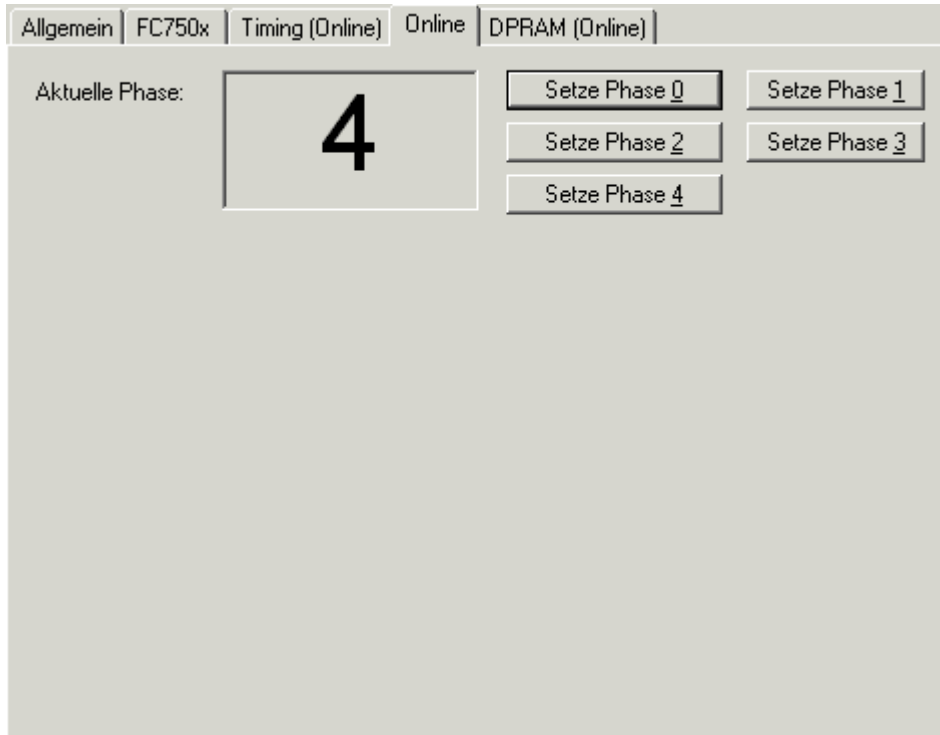 Allgemein FC750x Timing (Online) Online DPRAM (Online)
Aktuelle Phase: 4 Setze Phase 0 Setze Phase 1
Setze Phase 2 Setze Phase 3
Setze Phase 4